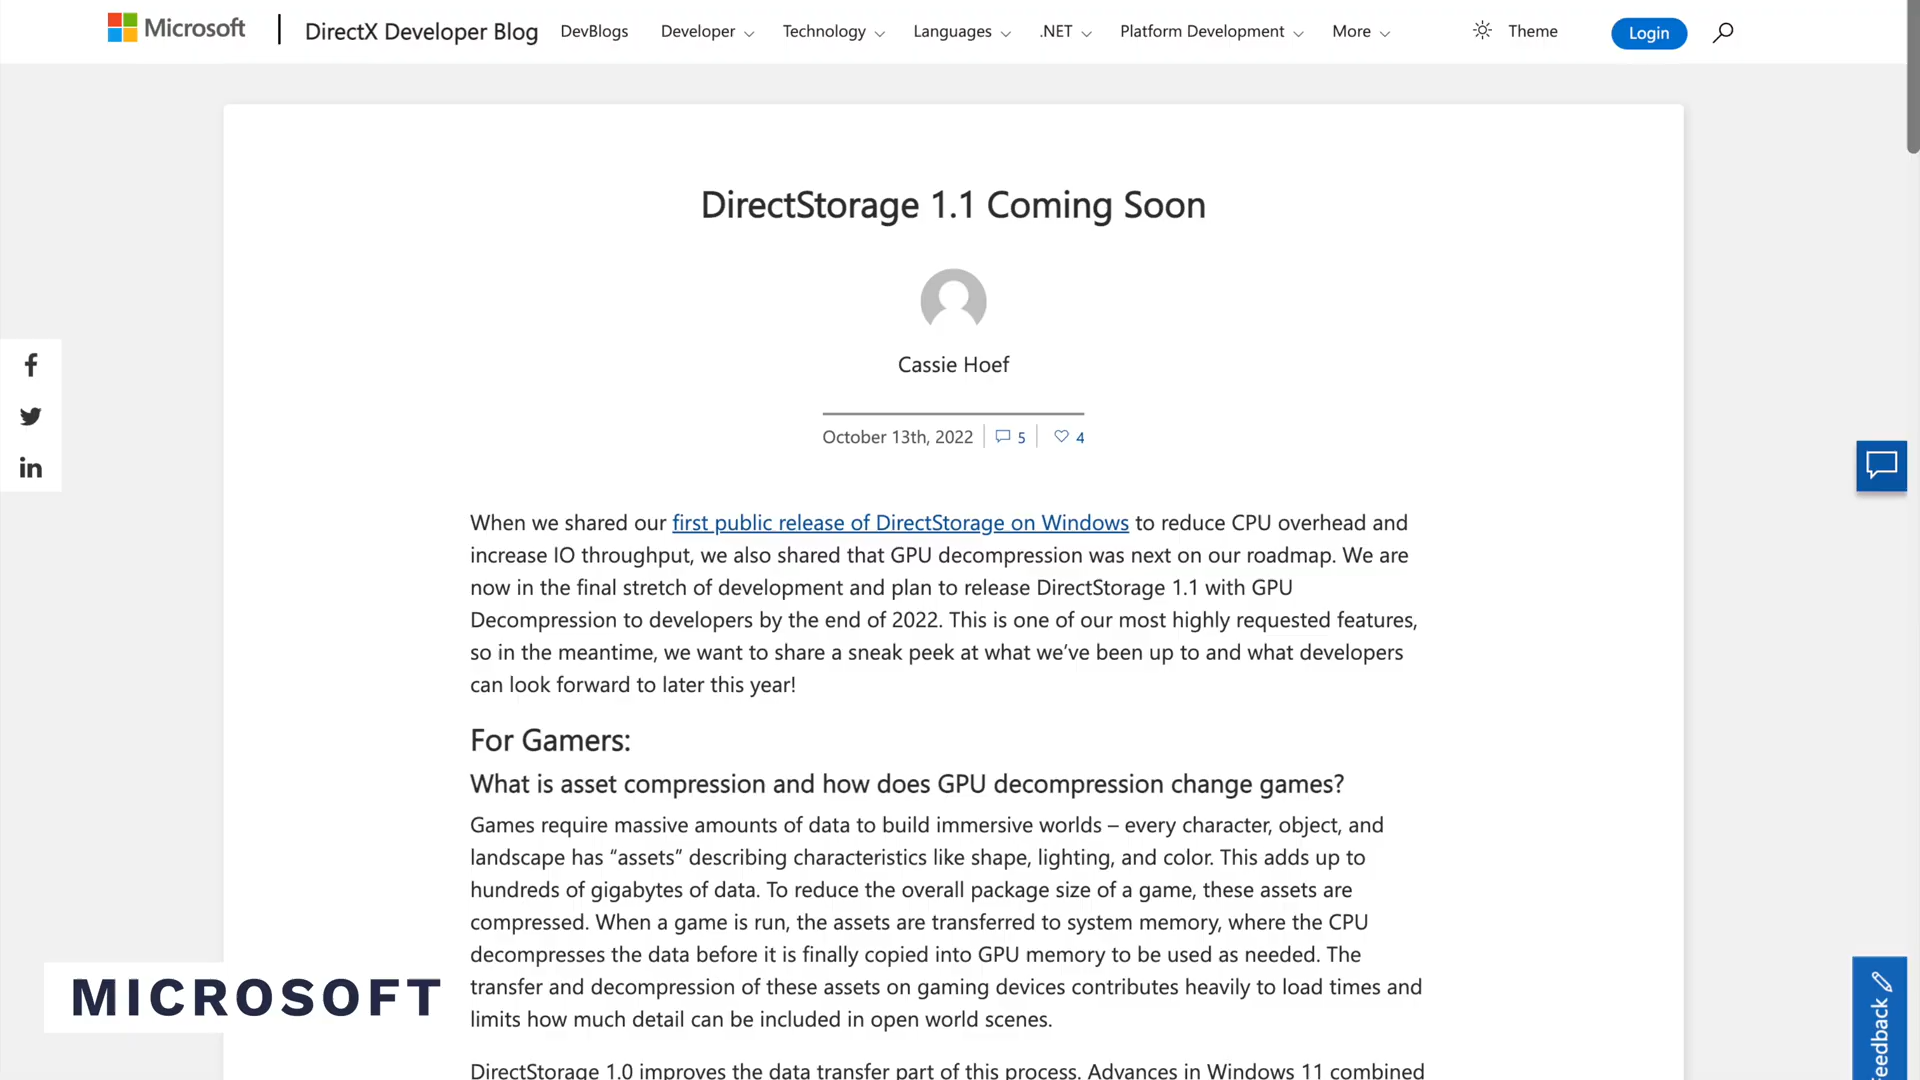 Microsoft
DirectX Developer Blog
DevBlogs
Developer
Technology
Languages
.NET
Platform Development
More
Theme
Login
DirectStorage 1.1 Coming Soon
Cassie Hoef
October 13th, 2022
5
4
When we shared our first public release of DirectStorage on Windows to reduce CPU overhead and
increase IO throughput, we also shared that GPU decompression was next on our roadmap. We are
now in the final stretch of development and plan to release DirectStorage 1.1 with GPU
Decompression to developers by the end of 2022. This is one of our most highly requested features,
so in the meantime, we want to share a sneak peek at what we’ve been up to and what developers
can look forward to later this year!
For Gamers:
What is asset compression and how does GPU decompression change games?
Games require massive amounts of data to build immersive worlds – every character, object, and
landscape has “assets” describing characteristics like shape, lighting, and color. This adds up to
hundreds of gigabytes of data. To reduce the overall package size of a game, these assets are
compressed. When a game is run, the assets are transferred to system memory, where the CPU
decompresses the data before it is finally copied into GPU memory to be used as needed. The
transfer and decompression of these assets on gaming devices contributes heavily to load times and
limits how much detail can be included in open world scenes.
DirectStorage 1.0 improves the data transfer part of this process. Advances in Windows 11 combined
MICROSOFT
eedback